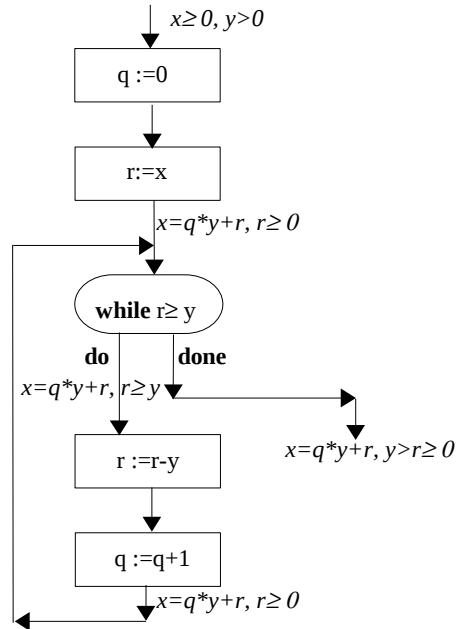 x≥0, y>0
q :=0
r:=x
x=q*y+r, r≥0
while r≥ y
do
done
x=q*y+r, r≥y
x=q*y+r, y>r≥0
r :=r-y
q :=q+1
x=q*y+r, r≥0